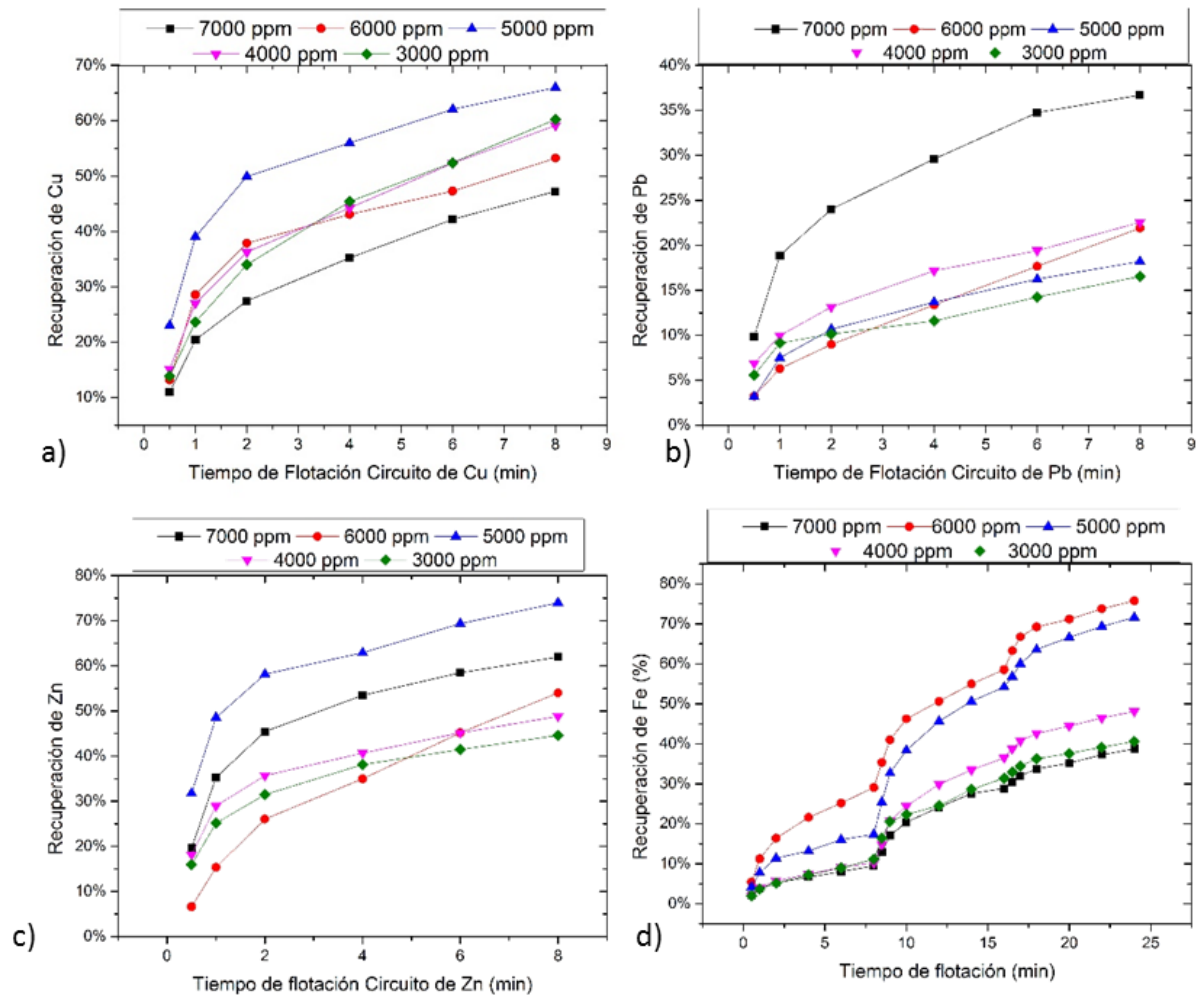 7000 ppm 6000 ppm 5000 ppm
4000 ppm 3000 ppm
70%
60%
50%
40%
30%
20%
10%
Recuperación de Cu
0 1 2 3 4 5 6 7 8 9
Tiempo de Flotación Circuito de Cu (min)
a)
7000 ppm 6000 ppm 5000 ppm
4000 ppm 3000 ppm
40%
35%
30%
25%
20%
15%
10%
5%
0%
Recuperación de Pb
0 1 2 3 4 5 6 7 8 9
Tiempo de Flotación Circuito de Pb (min)
b)
7000 ppm 6000 ppm 5000 ppm
4000 ppm 3000 ppm
80%
70%
60%
50%
40%
30%
20%
10%
0%
Recuperación de Zn
0 2 4 6 8
Tiempo de flotación Circuito de Zn (min)
c)
7000 ppm 6000 ppm 5000 ppm
4000 ppm 3000 ppm
80%
70%
60%
50%
40%
30%
20%
10%
0%
Recuperación de Fe (%)
0 5 10 15 20 25
Tiempo de flotación (min)
d)